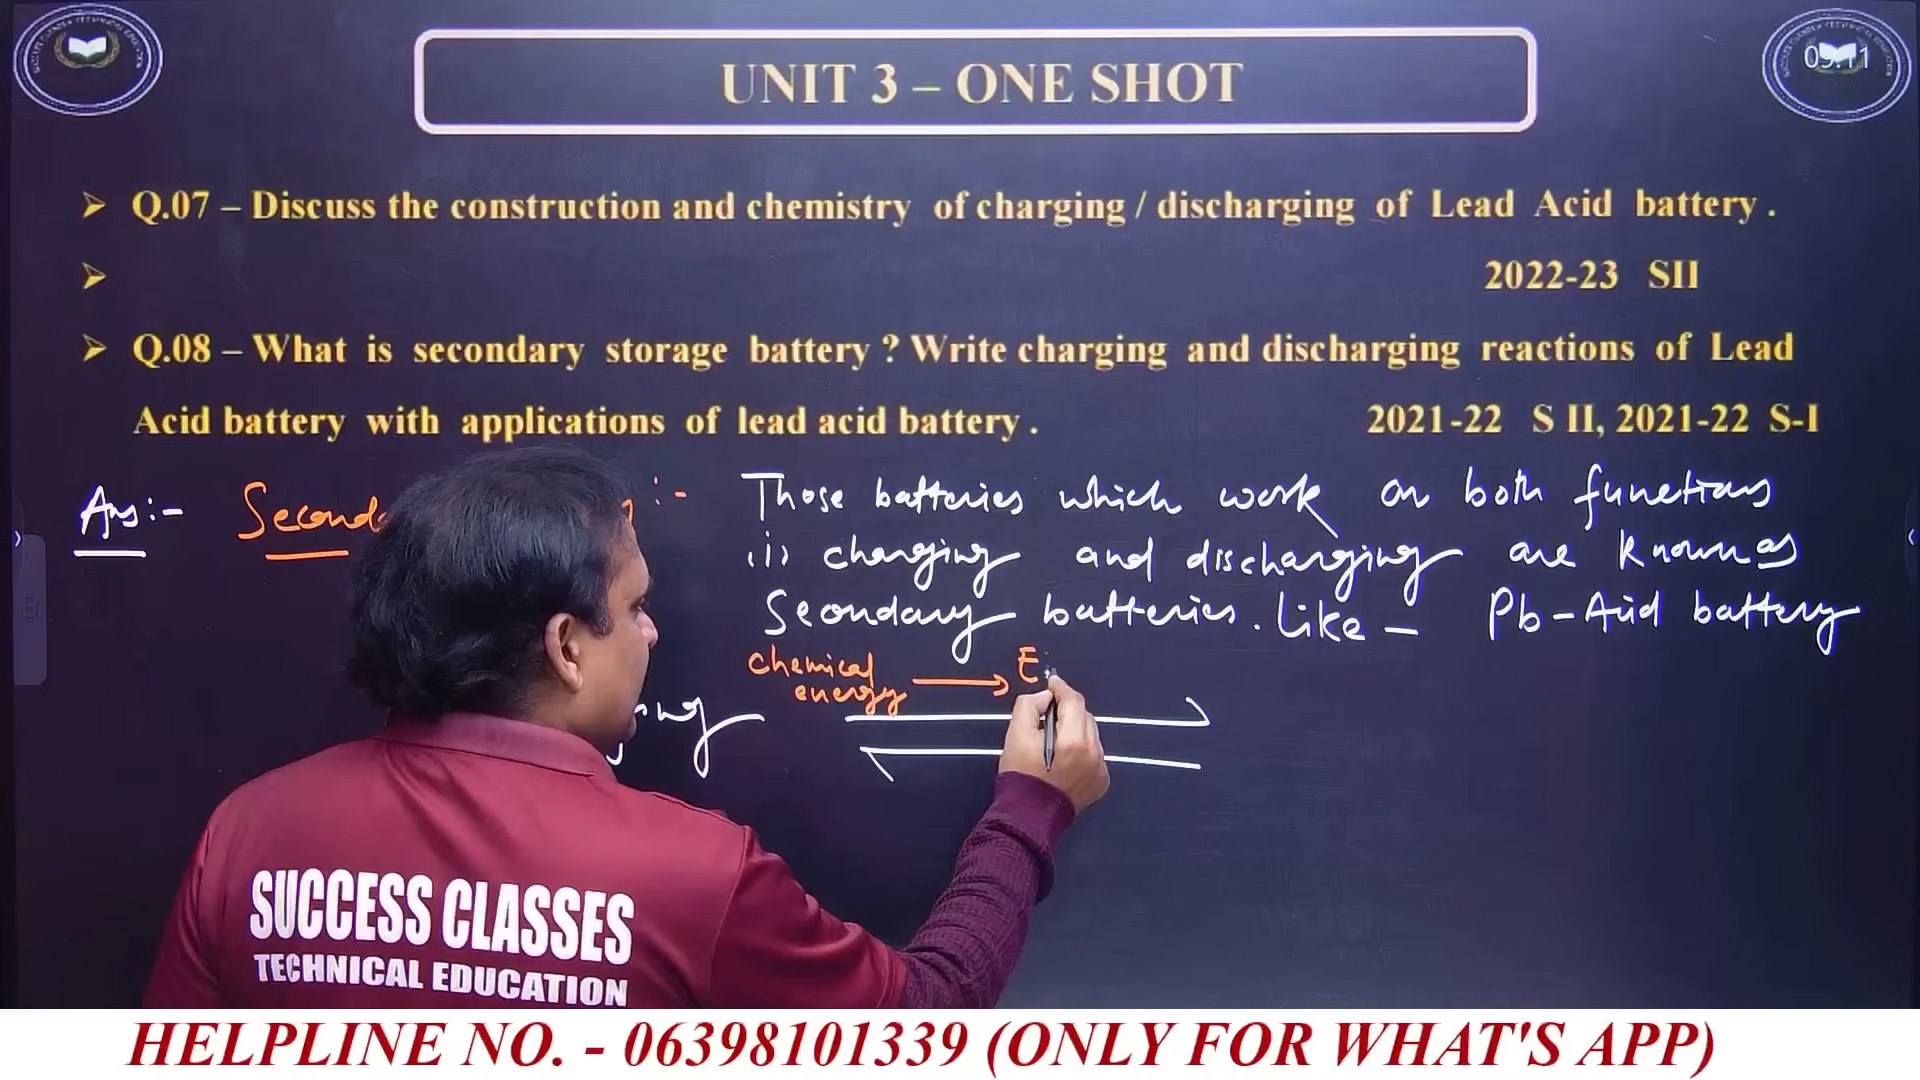 UNIT 3 – ONE SHOT
09:11
➢ Q.07 – Discuss the construction and chemistry of charging / discharging of Lead Acid battery .
➢ 2022-23 SII
➢ Q.08 – What is secondary storage battery ? Write charging and discharging reactions of Lead
Acid battery with applications of lead acid battery . 2021-22 S II, 2021-22 S-I
Ans:- :- Those batteries which work on both functions
charging and discharging are known as
Secondary batteries. Like – Pb-Acid battery
Chemical
energy
SUCCESS CLASSES
TECHNICAL EDUCATION
HELPLINE NO. - 06398101339 (ONLY FOR WHAT'S APP)